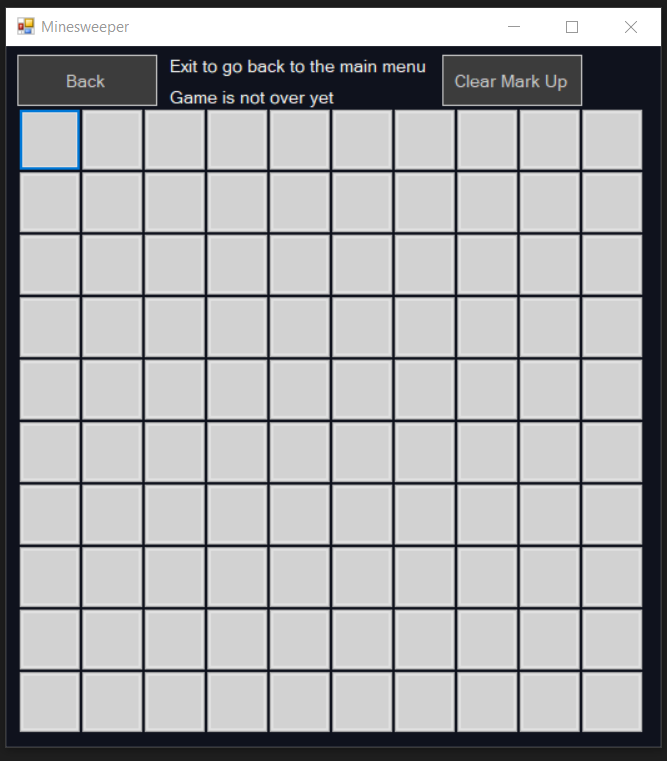 Minesweeper
Back
Exit to go back to the main menu
Game is not over yet
Clear Mark Up